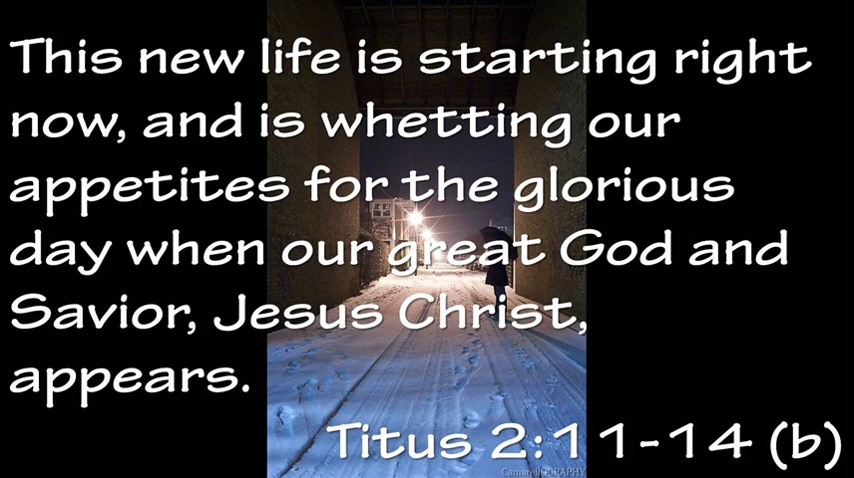 This new life is starting right
now, and is whetting our
appetites for the glorious
day when our great God and
Savior, Jesus Christ,
appears.
Titus 2:11-14 (b)